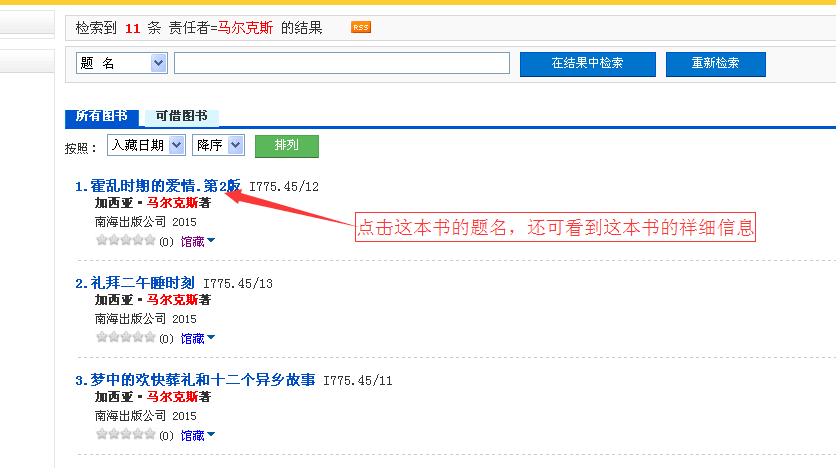 检索到 11 条 责任者=马尔克斯 的结果 RSS
题 名 在结果中检索 重新检索
所有图书 可借图书
按照： 入藏日期 降序 排列
1.霍乱时期的爱情.第2版 I775.45/12
加西亚·马尔克斯著
南海出版公司 2015
(0) 馆藏
点击这本书的题名，还可看到这本书的祥细信息
2.礼拜二午睡时刻 I775.45/13
加西亚·马尔克斯著
南海出版公司 2015
(0) 馆藏
3.梦中的欢快葬礼和十二个异乡故事 I775.45/11
加西亚·马尔克斯著
南海出版公司 2015
(0) 馆藏